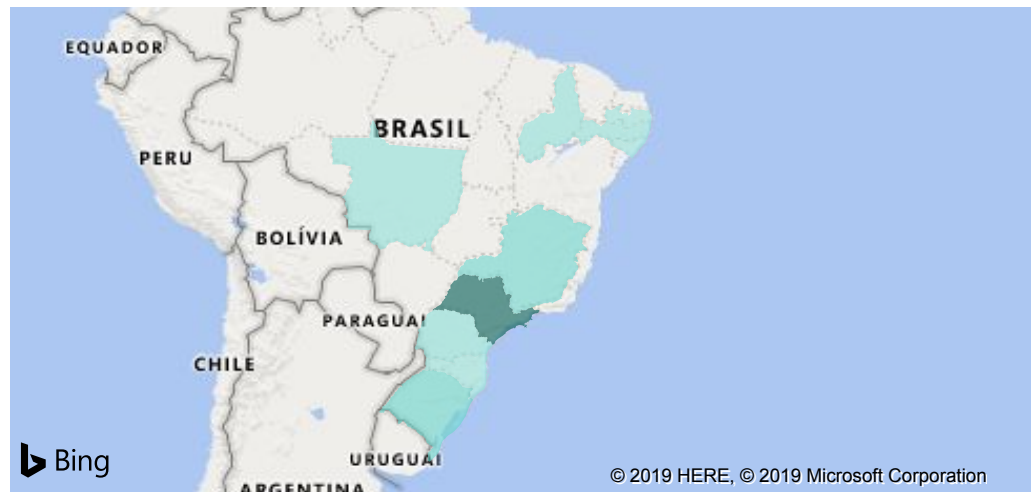 EQUADOR
BRASIL
PERU
BOLÍVIA
PARAGUAI
CHILE
URUGUAI
Bing
© 2019 HERE, © 2019 Microsoft Corporation
ARGENTINA